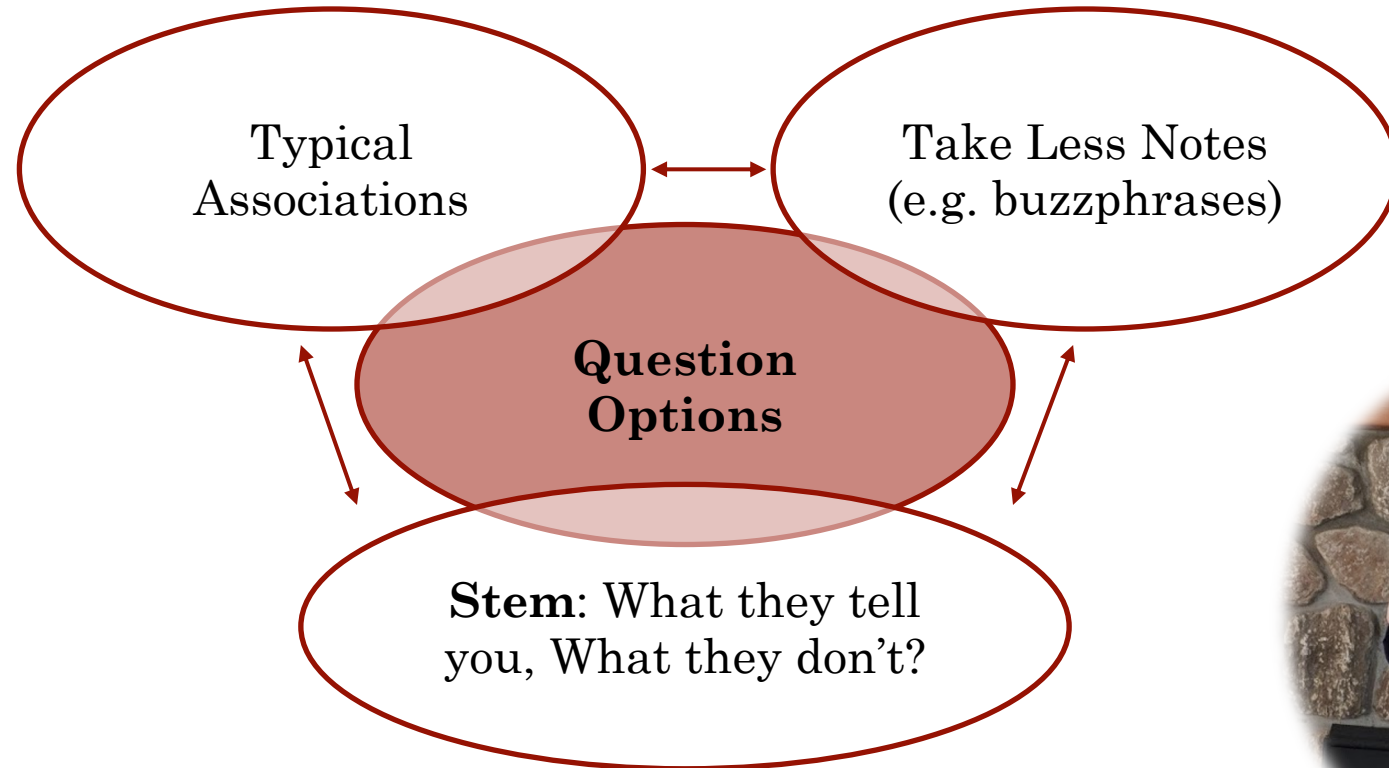 Typical
Associations
Take Less Notes
(e.g. buzzphrases)
Question
Options
Stem: What they tell
you, What they don’t?